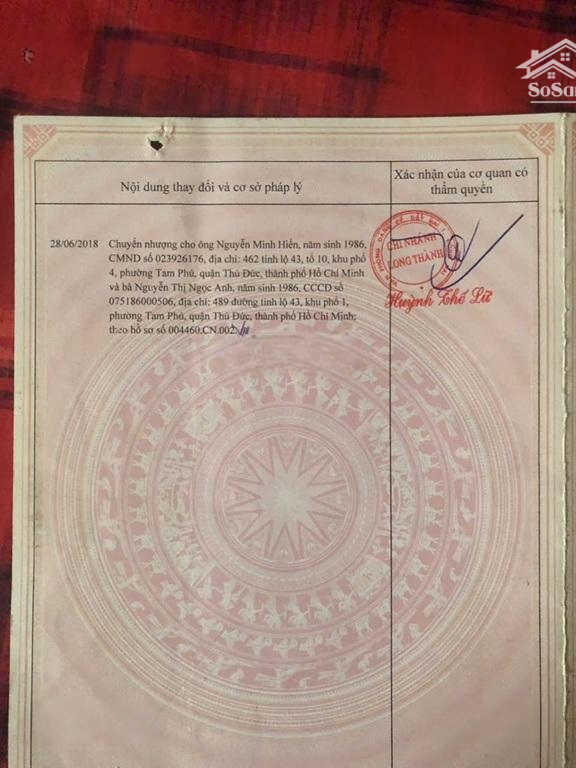 SoSan
Nội dung thay đổi và cơ sở pháp lý
Xác nhận của cơ quan có
thẩm quyền
28/06/2018 Chuyển nhượng cho ông Nguyễn Minh Hiển, năm sinh 1986,
CMND số 023926176, địa chỉ: 462 tỉnh lộ 43, tổ 10, khu phố
4, phường Tam Phú, quận Thủ Đức, thành phố Hồ Chí Minh
và bà Nguyễn Thị Ngọc Anh, năm sinh 1986, CCCD số
075186000506, địa chỉ: 489 đường tỉnh lộ 43, khu phố 1,
phường Tam Phú, quận Thủ Đức, thành phố Hồ Chí Minh;
theo hồ sơ số 004460.CN.002
CHI NHÁNH
LONG THÀNH
Huỳnh Thế Lữ